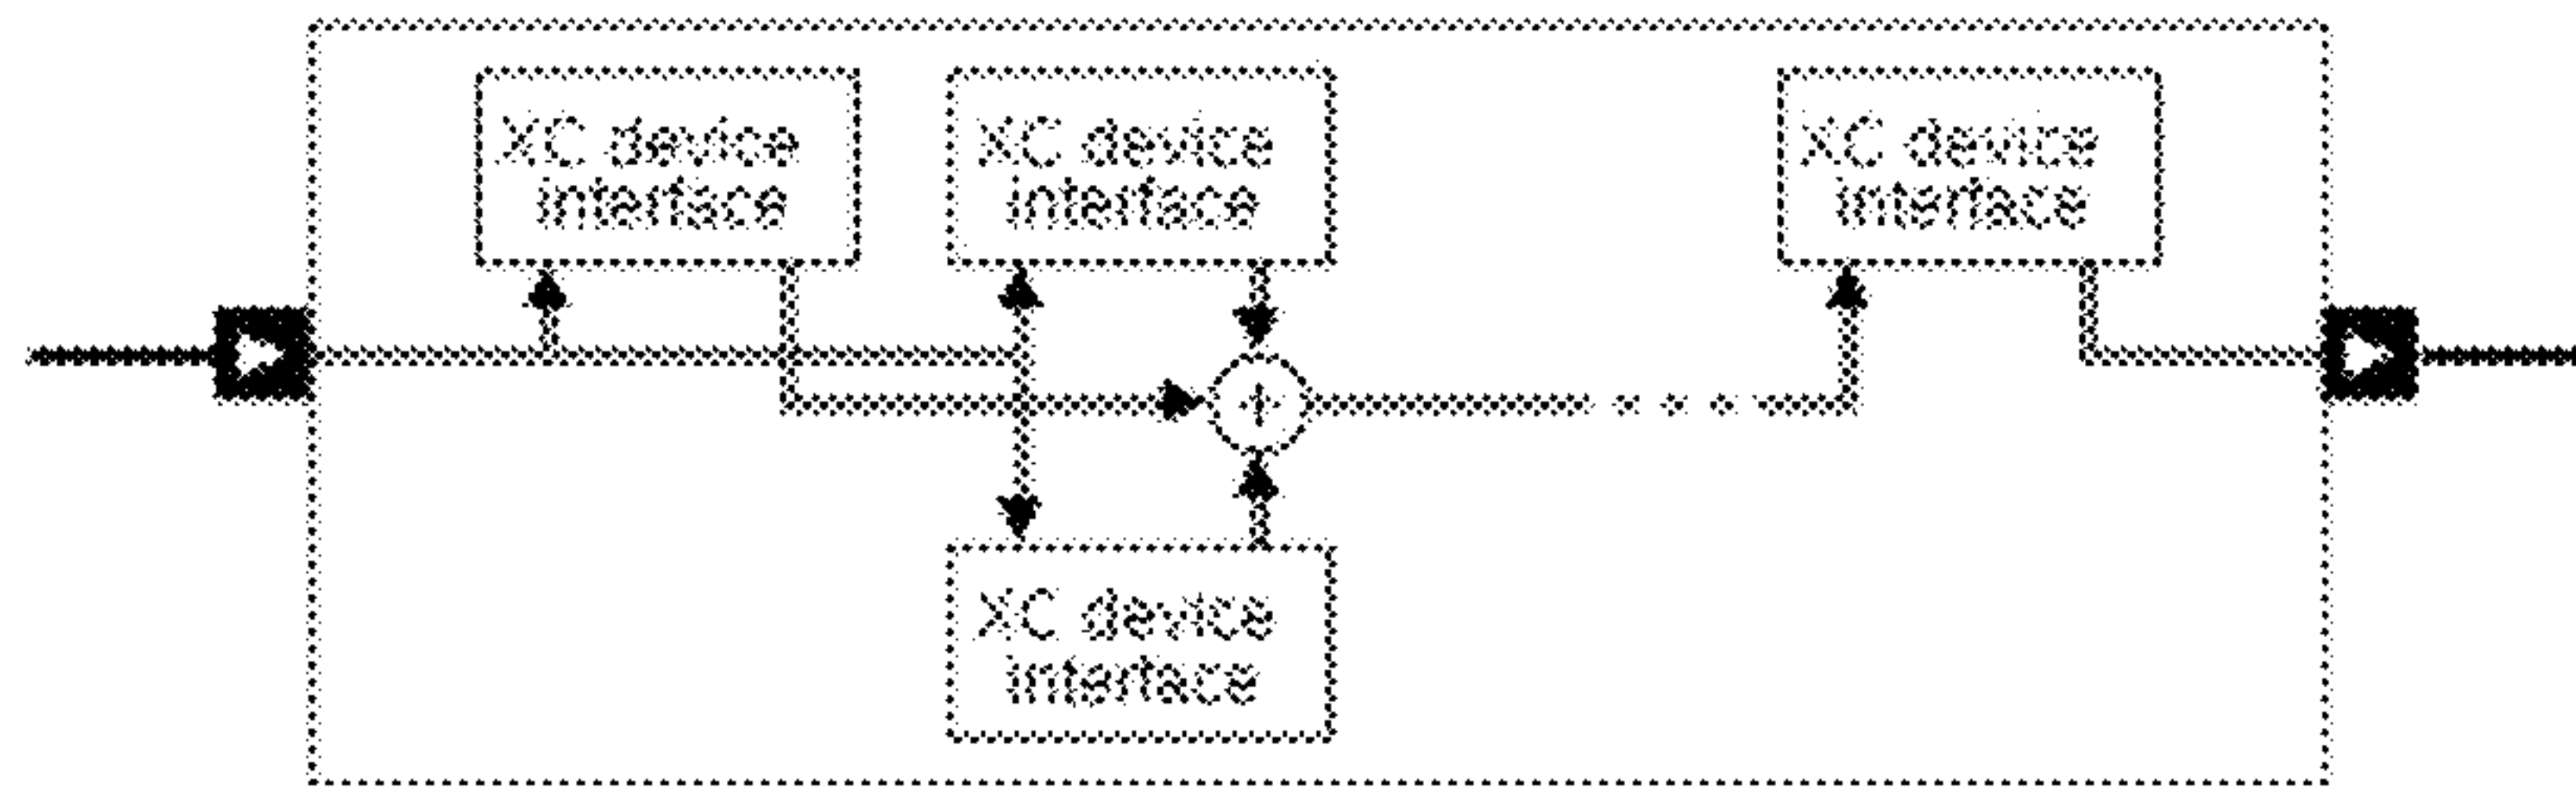 XC device
interface
XC device
interface
XC device
interface
+
XC device
interface